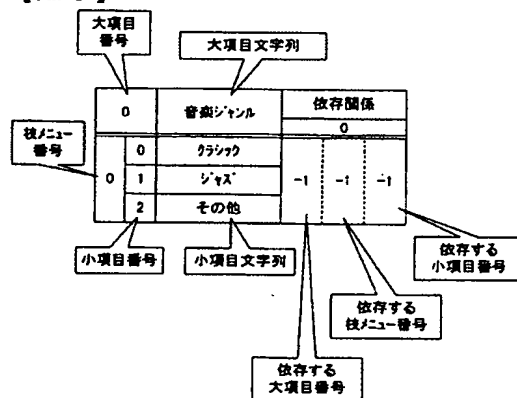 大項目
番号
大項目文字列
0
音楽ジャンル
依存関係
0
枝メニュー
番号
0
0
クラシック
1
ジャズ
2
その他
-1
-1
-1
小項目番号
小項目文字列
依存する
小項目番号
依存する
枝メニュー番号
依存する
大項目番号